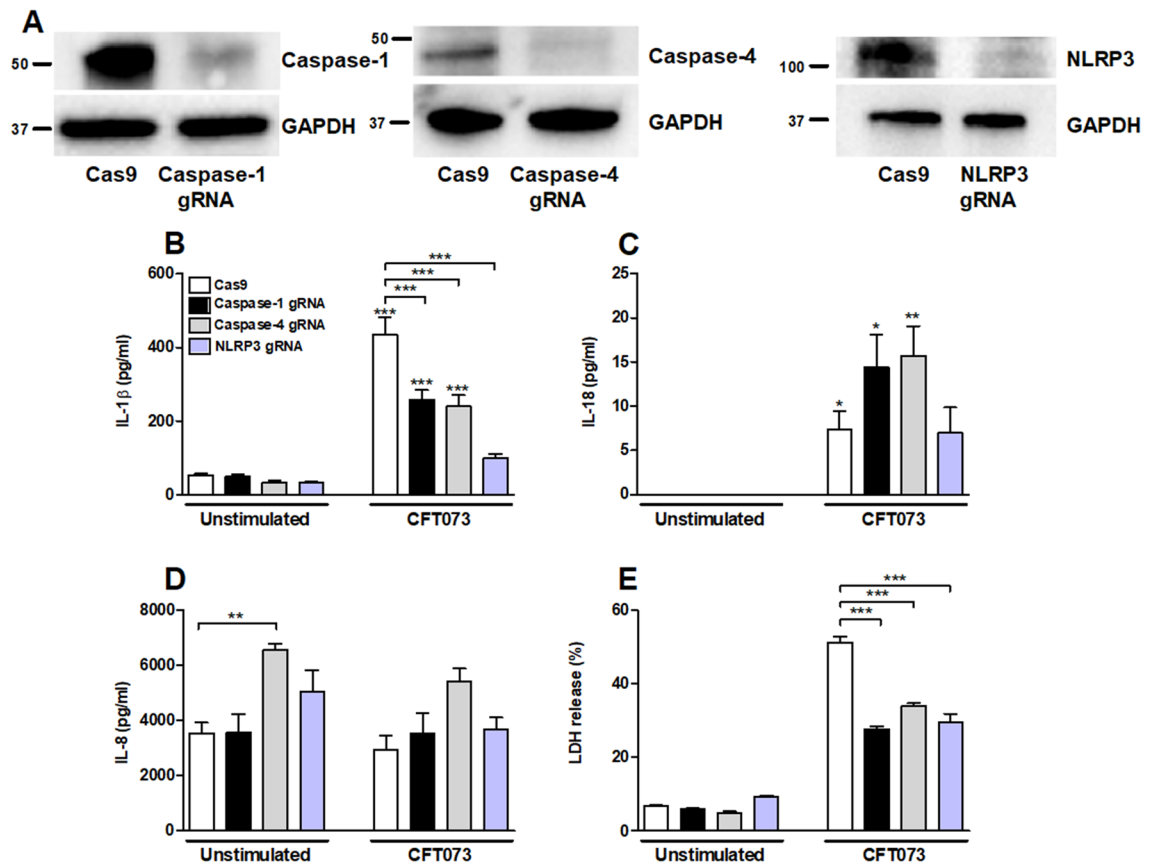 A
50
Caspase-1
37
GAPDH
Cas9
Caspase-1
gRNA
50
Caspase-4
37
GAPDH
Cas9
Caspase-4
gRNA
100
NLRP3
37
GAPDH
Cas9
NLRP3
gRNA
B
IL-1β (pg/ml)
600
400
200
0
Cas9
Caspase-1 gRNA
Caspase-4 gRNA
NLRP3 gRNA
***
***
***
***
***
***
Unstimulated
CFT073
C
IL-18 (pg/ml)
25
20
15
10
5
0
*
*
**
Unstimulated
CFT073
D
IL-8 (pg/ml)
8000
6000
4000
2000
0
**
Unstimulated
CFT073
E
LDH release (%)
60
40
20
0
***
***
***
Unstimulated
CFT073